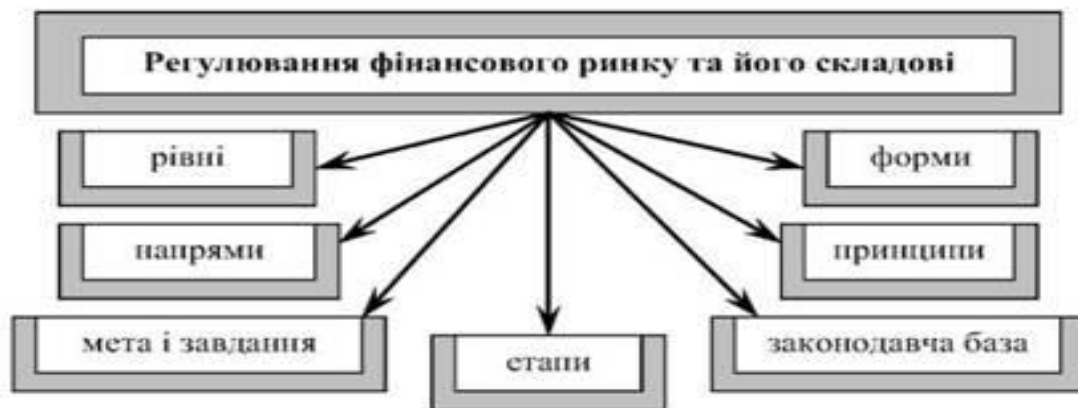 Регулювання фінансового ринку та його складові
рівні
форми
напрями
принципи
мета і завдання
етапи
законодавча база